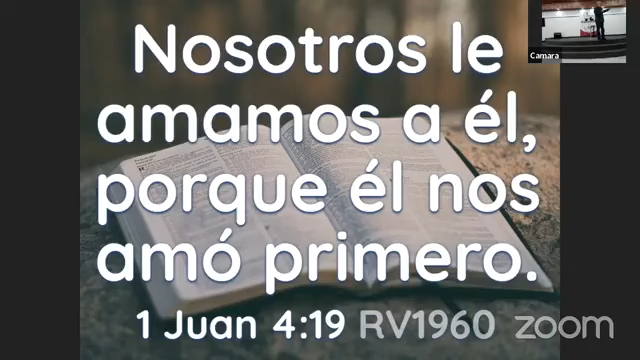 Nosotros le
amamos a él,
porque él nos
amó primero.
1 Juan 4:19 RV1960
zoom
Camara